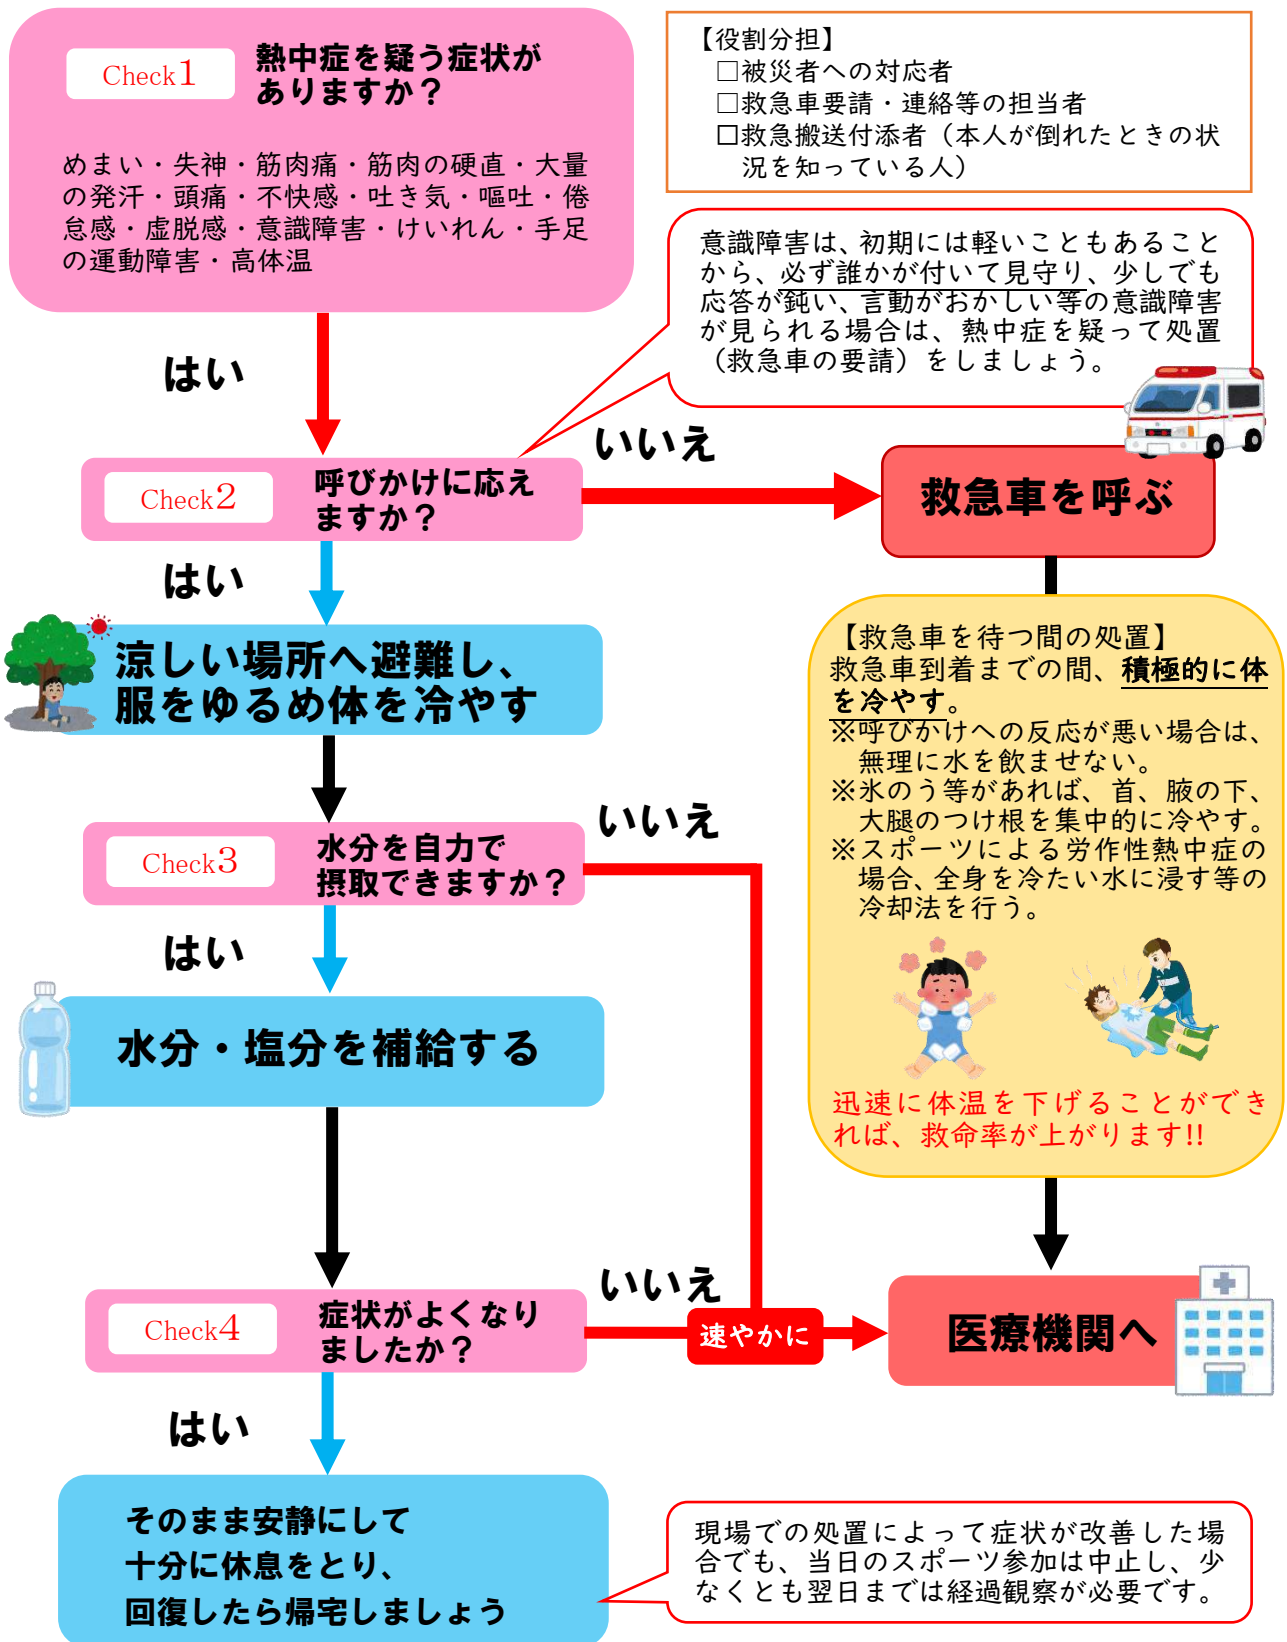 Check1
熱中症を疑う症状が
ありますか？
めまい・失神・筋肉痛・筋肉の硬直・大量
の発汗・頭痛・不快感・吐き気・嘔吐・倦
怠感・虚脱感・意識障害・けいれん・手足
の運動障害・高体温
【役割分担】
□被災者への対応者
□救急車要請・連絡等の担当者
□救急搬送付添者（本人が倒れたときの状
況を知っている人）
意識障害は、初期には軽いこともあること
から、必ず誰かが付いて見守り、少しでも
応答が鈍い、言動がおかしい等の意識障害
が見られる場合は、熱中症を疑って処置
（救急車の要請）をしましょう。
はい
Check2
呼びかけに応え
ますか？
いいえ
救急車を呼ぶ
はい
涼しい場所へ避難し、
服をゆるめ体を冷やす
【救急車を待つ間の処置】
救急車到着までの間、積極的に体
を冷やす。
※呼びかけへの反応が悪い場合は、
無理に水を飲ませない。
※氷のう等があれば、首、腋の下、
大腿のつけ根を集中的に冷やす。
※スポーツによる労作性熱中症の
場合、全身を冷たい水に浸す等の
冷却法を行う。
迅速に体温を下げることができ
れば、救命率が上がります!!
Check3
水分を自力で
摂取できますか？
いいえ
はい
水分・塩分を補給する
Check4
症状がよくなり
ましたか？
いいえ
速やかに
医療機関へ
はい
そのまま安静にして
十分に休息をとり、
回復したら帰宅しましょう
現場での処置によって症状が改善した場
合でも、当日のスポーツ参加は中止し、少
なくとも翌日までは経過観察が必要です。